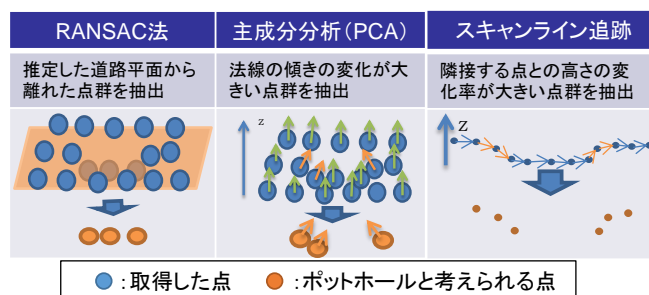 RANSAC法
主成分分析(PCA)
スキャンライン追跡
推定した道路平面から
離れた点群を抽出
法線の傾きの変化が大
きい点群を抽出
隣接する点との高さの変
化率が大きい点群を抽出
z
Z
:取得した点
:ポットホールと考えられる点